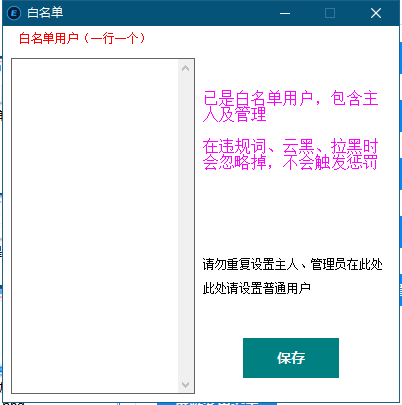 白名单
白名单用户（一行一个）
已是白名单用户，包含主
人及管理
在违规词、云黑、拉黑时
会忽略掉，不会触发惩罚
请勿重复设置主人、管理员在此处
此处请设置普通用户
保存